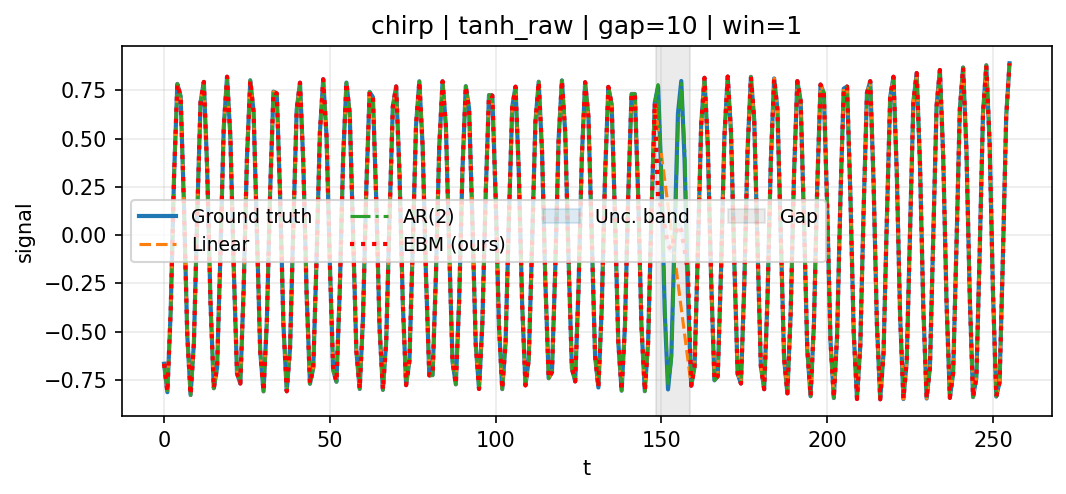 chirp | tanh_raw | gap=10 | win=1
signal
0.75
0.50
0.25
0.00
−0.25
−0.50
−0.75
Ground truth AR(2) Unc. band Gap
Linear EBM (ours)
0 50 100 150 200 250
t